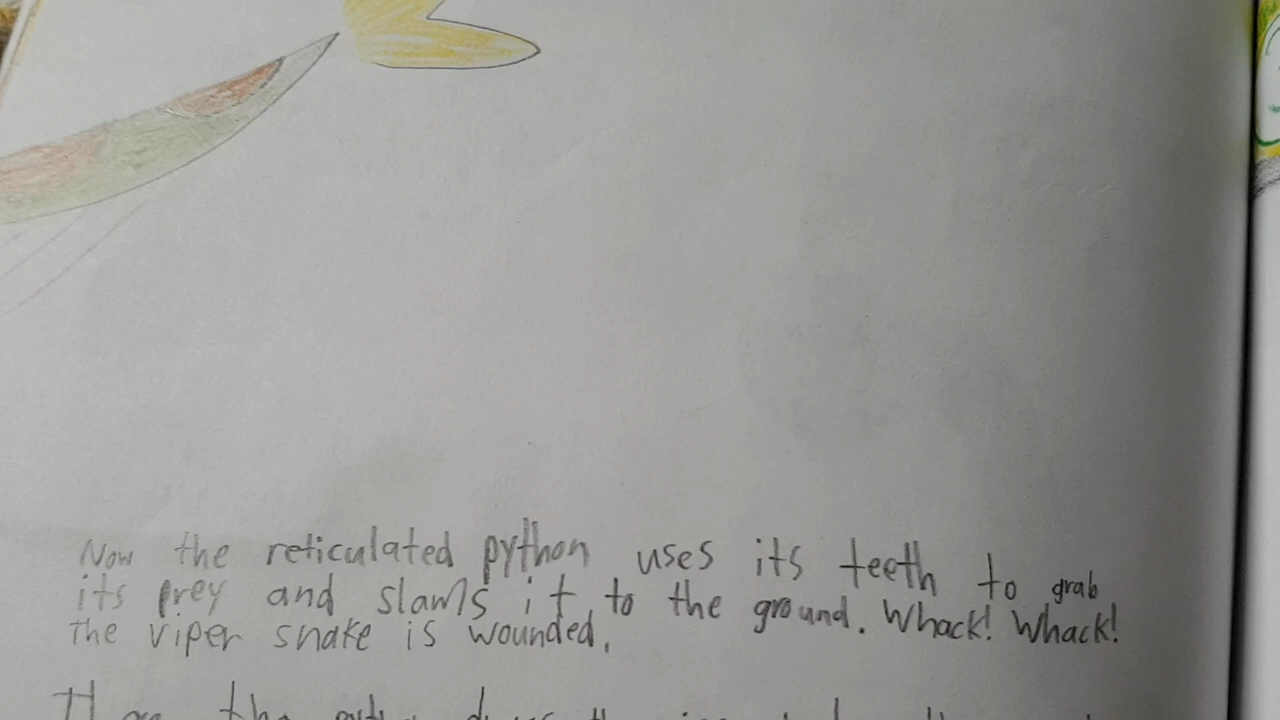 Now the reticulated python uses its teeth to grab
its prey and slams it to the ground. Whack! Whack!
The viper snake is wounded.
the